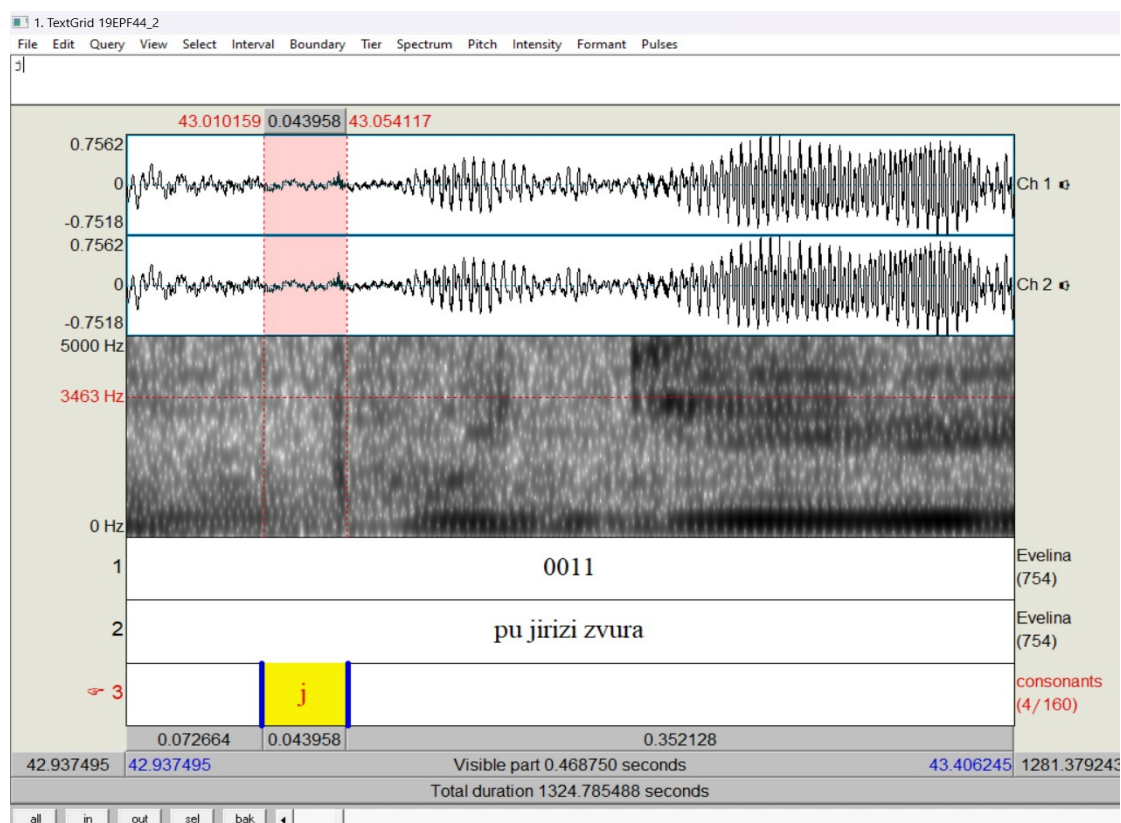 1. TextGrid 19EPF44_2
File Edit Query View Select Interval Boundary Tier Spectrum Pitch Intensity Formant Pulses
j
43.010159 0.043958 43.054117
0.7562
0 Ch 1
-0.7518
0.7562
0 Ch 2
-0.7518
5000 Hz
3463 Hz
0 Hz
1 0011 Evelina (754)
2 pu jirizi zvura Evelina (754)
3 j consonants (4/160)
0.072664 0.043958 0.352128
42.937495 42.937495 Visible part 0.468750 seconds 43.406245 1281.379243
Total duration 1324.785488 seconds
all in out sel bak